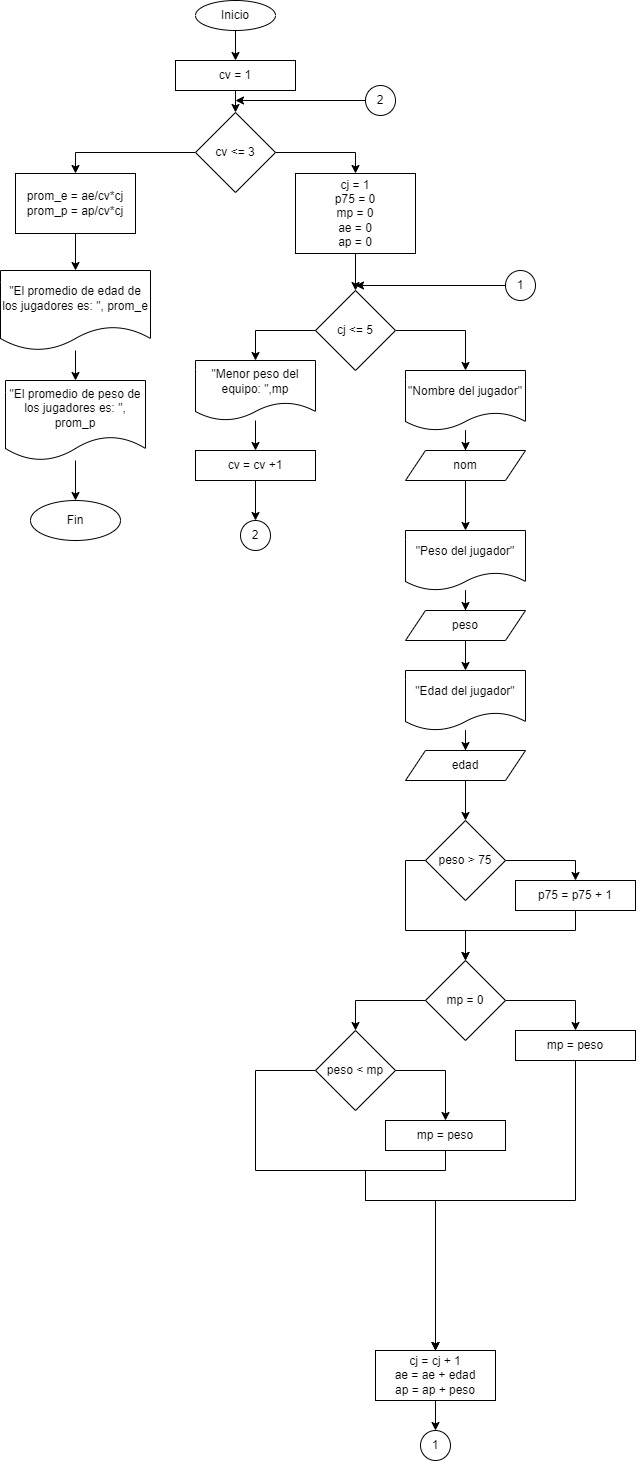 Inicio
cv = 1
2
cv <= 3
prom_e = ae/cv*cj
prom_p = ap/cv*cj
cj = 1
p75 = 0
mp = 0
ae = 0
ap = 0
"El promedio de edad de
los jugadores es: ", prom_e
1
cj <= 5
"El promedio de peso de
los jugadores es: ",
prom_p
"Menor peso del
equipo: ",mp
"Nombre del jugador"
cv = cv +1
nom
Fin
2
"Peso del jugador"
peso
"Edad del jugador"
edad
peso > 75
p75 = p75 + 1
mp = 0
mp = peso
peso < mp
mp = peso
cj = cj + 1
ae = ae + edad
ap = ap + peso
1